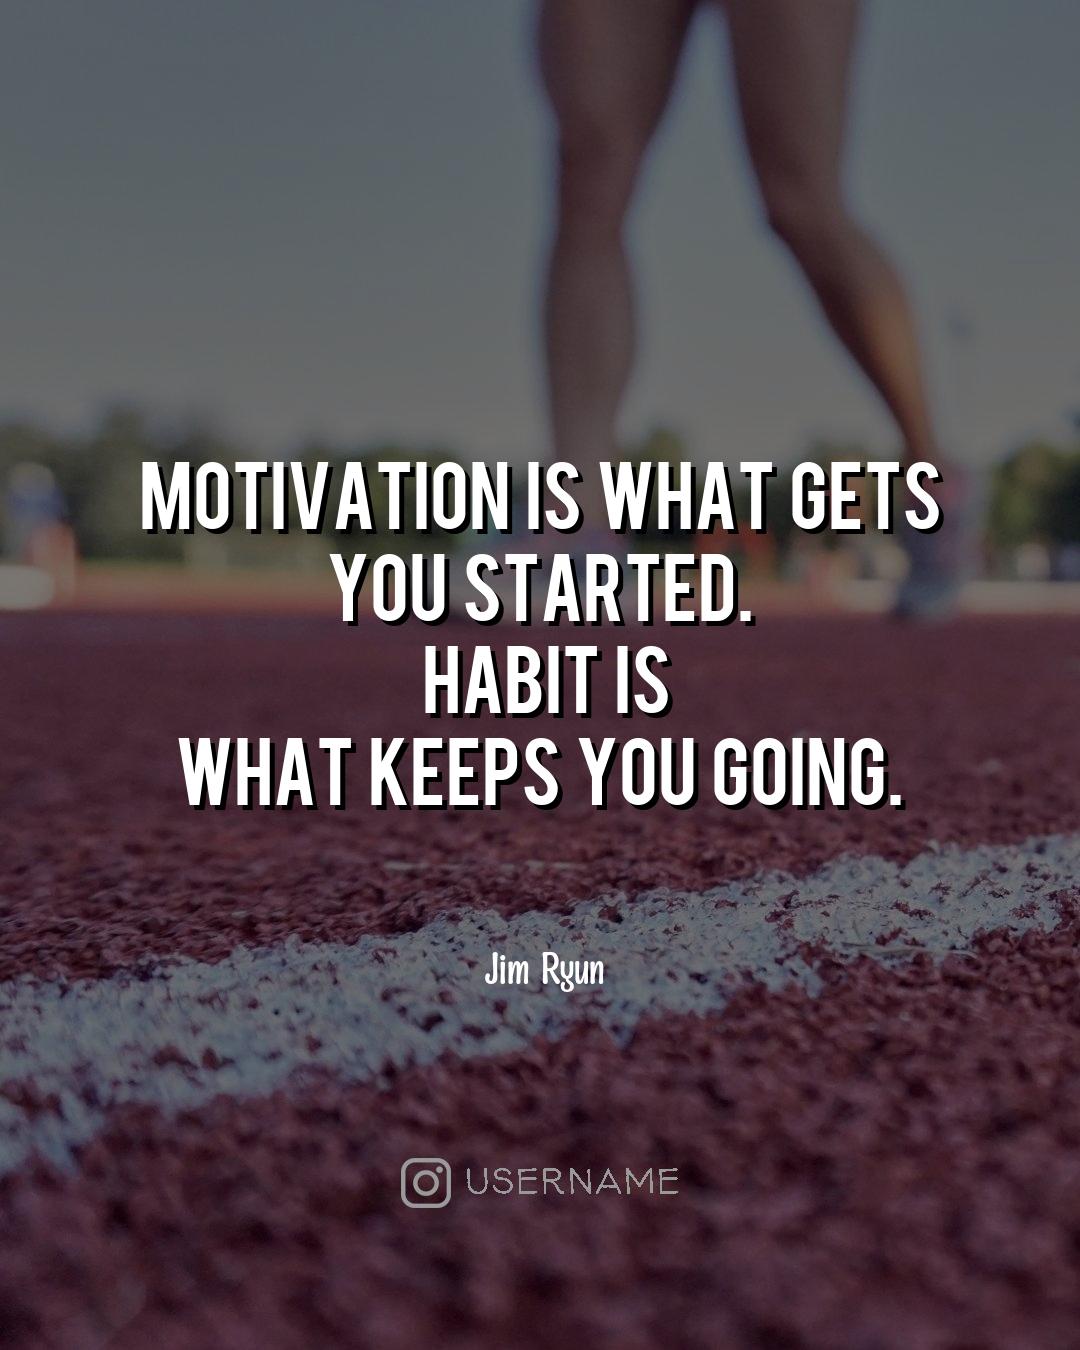 MOTIVATION IS WHAT GETS
YOU STARTED.
HABIT IS
WHAT KEEPS YOU GOING.
Jim Ryun
USERNAME